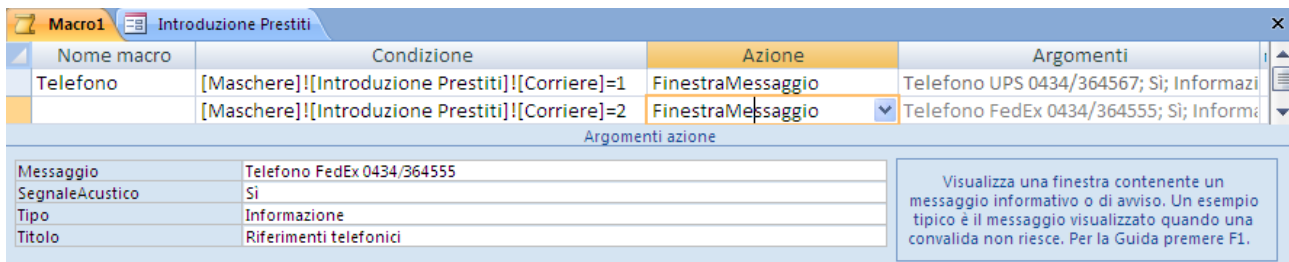 Macro1 Introduzione Prestiti
Nome macro Condizione Azione Argomenti
Telefono [Maschere]![Introduzione Prestiti]![Corriere]=1 FinestraMessaggio Telefono UPS 0434/364567; Sì; Informazi
[Maschere]![Introduzione Prestiti]![Corriere]=2 FinestraMessaggio Telefono FedEx 0434/364555; Sì; Informa
Argomenti azione
Messaggio Telefono FedEx 0434/364555
SegnaleAcustico Sì
Tipo Informazione
Titolo Riferimenti telefonici
Visualizza una finestra contenente un
messaggio informativo o di avviso. Un esempio
tipico è il messaggio visualizzato quando una
convalida non riesce. Per la Guida premere F1.